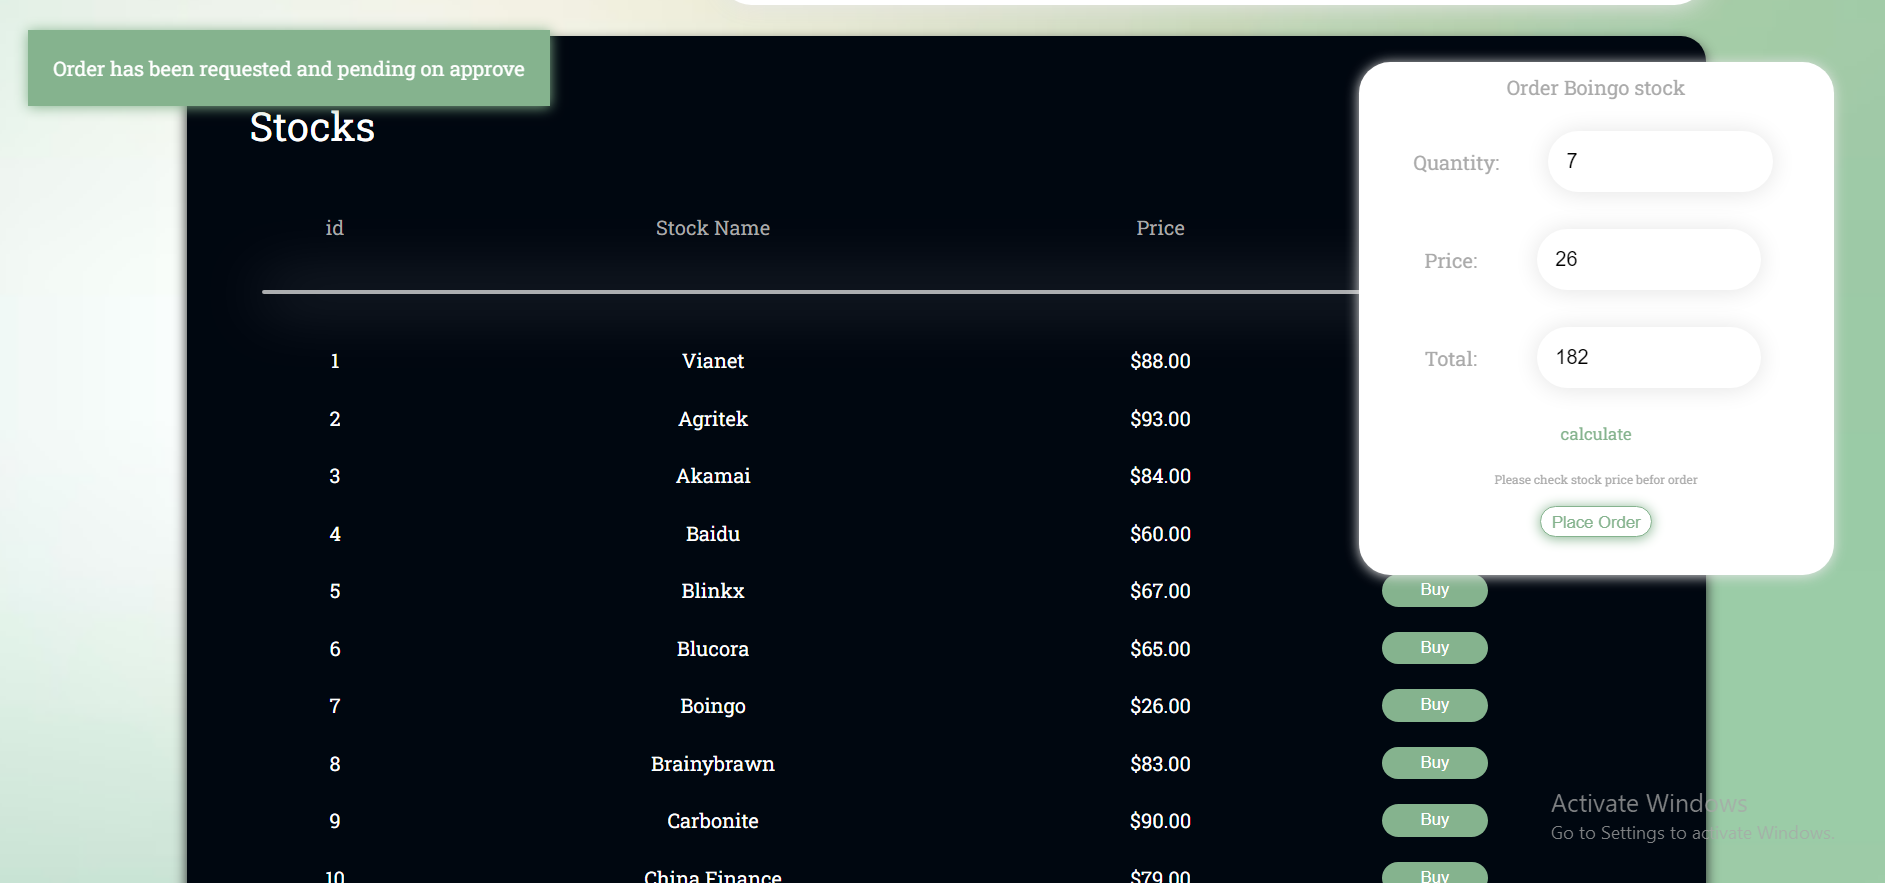 Order has been requested and pending on approve
Stocks
id Stock Name Price
1 Vianet $88.00
2 Agritek $93.00
3 Akamai $84.00
4 Baidu $60.00
5 Blinkx $67.00 Buy
6 Blucora $65.00 Buy
7 Boingo $26.00 Buy
8 Brainybrawn $83.00 Buy
9 Carbonite $90.00 Buy
10 China Finance $79.00 Buy
Order Boingo stock
Quantity: 7
Price: 26
Total: 182
calculate
Please check stock price befor order
Place Order
Activate Windows
Go to Settings to activate Windows.